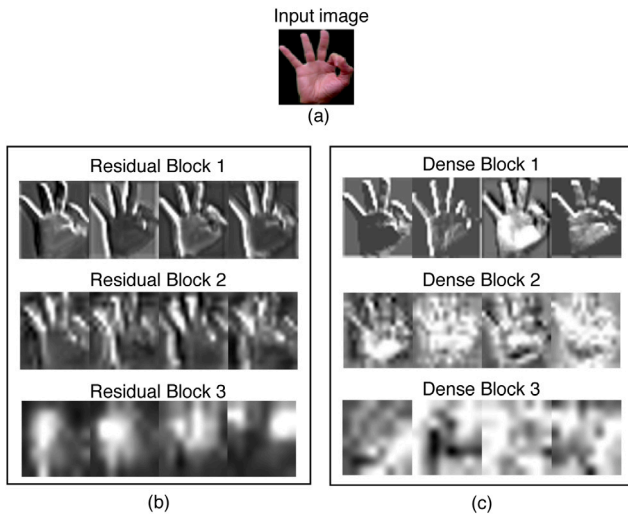 Input image
(a)
Residual Block 1
Residual Block 2
Residual Block 3
(b)
Dense Block 1
Dense Block 2
Dense Block 3
(c)